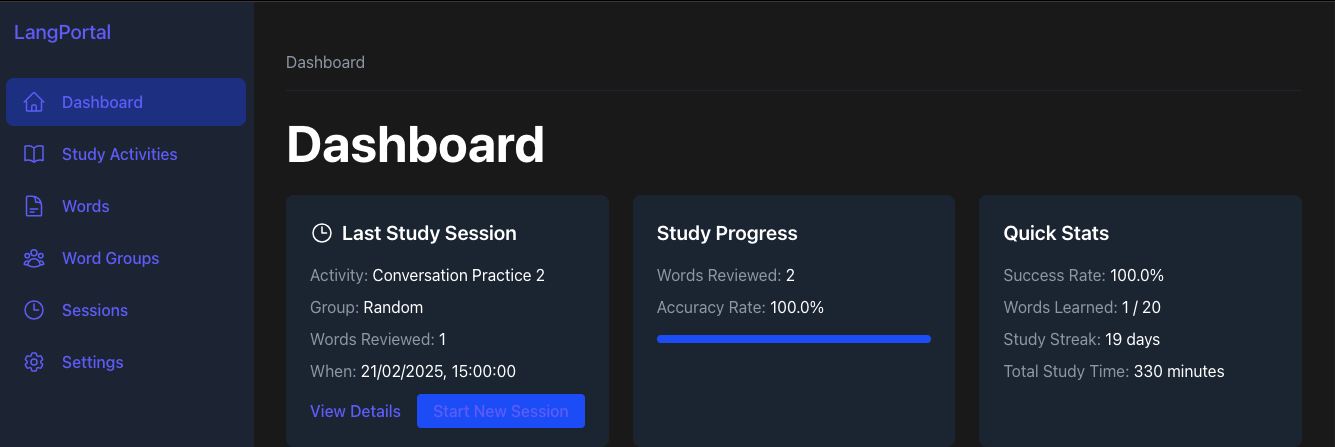 LangPortal
Dashboard
Study Activities
Words
Word Groups
Sessions
Settings
Dashboard
Dashboard
Last Study Session
Activity: Conversation Practice 2
Group: Random
Words Reviewed: 1
When: 21/02/2025, 15:00:00
View Details
Start New Session
Study Progress
Words Reviewed: 2
Accuracy Rate: 100.0%
Quick Stats
Success Rate: 100.0%
Words Learned: 1 / 20
Study Streak: 19 days
Total Study Time: 330 minutes